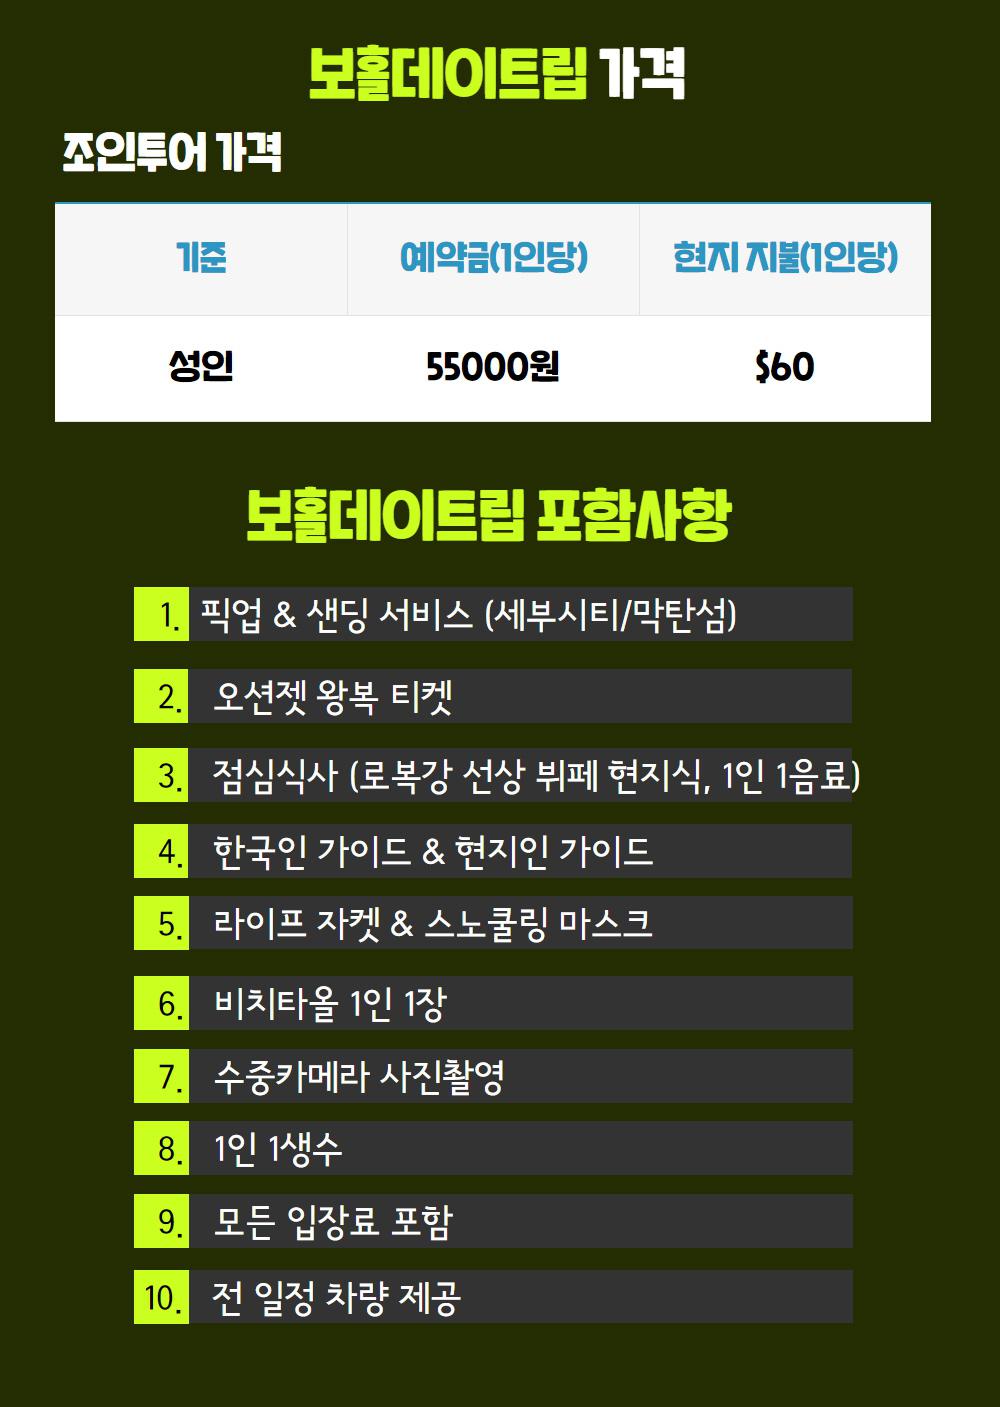 보홀데이트립 가격
조인투어 가격
기준 예약금(1인당) 현지 지불(1인당)
성인 55000원 $60
보홀데이트립 포함사항
1. 픽업 & 샌딩 서비스 (세부시티/막탄섬)
2. 오션젯 왕복 티켓
3. 점심식사 (로복강 선상 뷔페 현지식, 1인 1음료)
4. 한국인 가이드 & 현지인 가이드
5. 라이프 자켓 & 스노쿨링 마스크
6. 비치타올 1인 1장
7. 수중카메라 사진촬영
8. 1인 1생수
9. 모든 입장료 포함
10. 전 일정 차량 제공